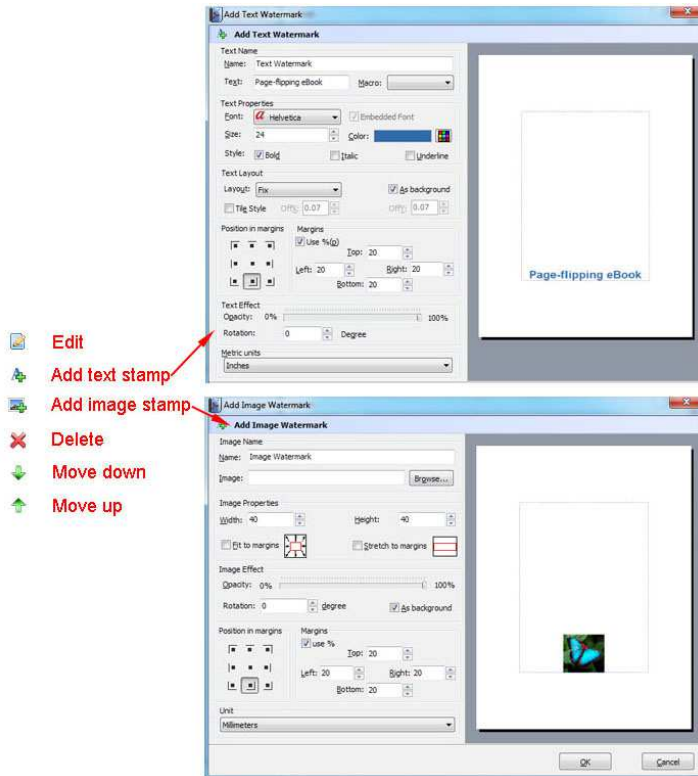 Edit
Add text stamp
Add image stamp
Delete
Move down
Move up
Add Text Watermark
Add Text Watermark
Text Name
Name: Text Watermark
Text: Page-flipping eBook Macro:
Text Properties
Font: a Helvetica Embedded Font
Size: 24 Color:
Style: Bold Italic Underline
Text Layout
Layout: Fix As background
Tile Style 0.07 0.07
Position in margins Margins
Use %(p)
Top: 20
Left: 20 Right: 20
Bottom: 20
Text Effect
Opacity: 0% 100%
Rotation: 0 Degree
Metric units
Inches
Page-flipping eBook
Add Image Watermark
Add Image Watermark
Image Name
Name: Image Watermark
Image: Browse...
Image Properties
Width: 40 Height: 40
Fit to margins Stretch to margins
Image Effect
Opacity: 0% 100%
Rotation: 0 degree As background
Position in margins Margins
use %
Top: 20
Left: 20 Right: 20
Bottom: 20
Unit
Millimeters
OK Cancel